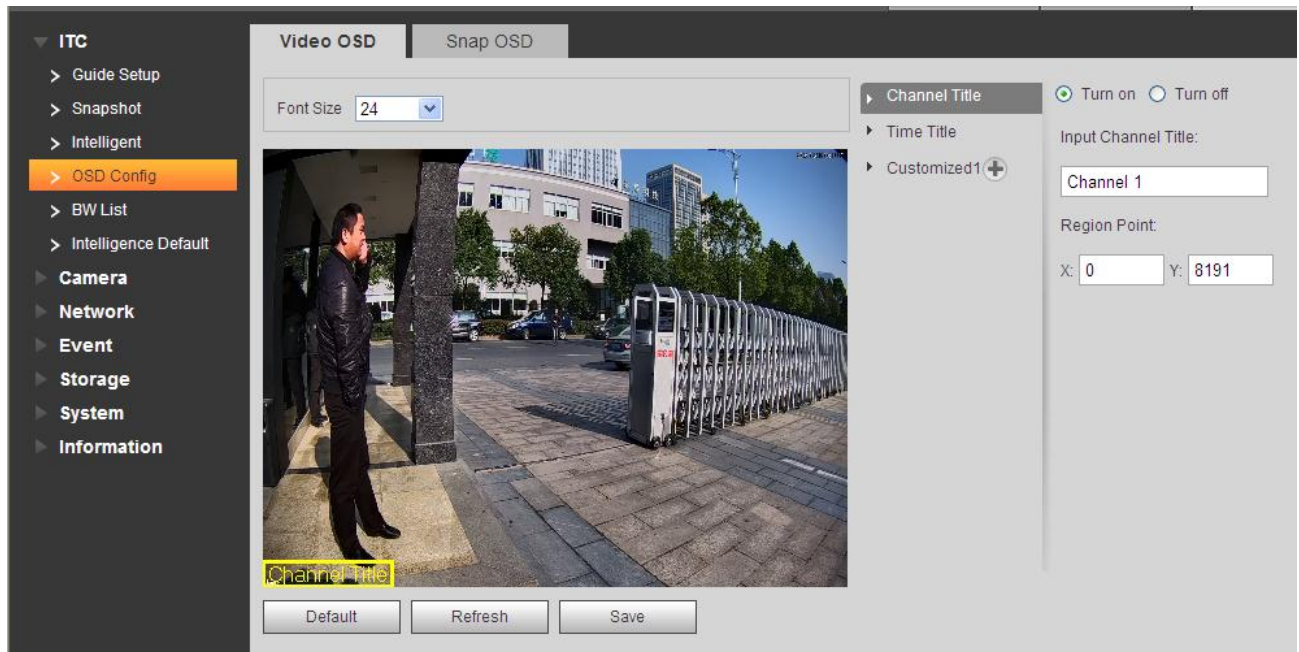 ITC
Guide Setup
Snapshot
Intelligent
OSD Config
BW List
Intelligence Default
Camera
Network
Event
Storage
System
Information
Video OSD
Snap OSD
Font Size 24
Channel Title
Default
Refresh
Save
Channel Title
Time Title
Customized1
Turn on
Turn off
Input Channel Title:
Channel 1
Region Point:
X: 0 Y: 8191